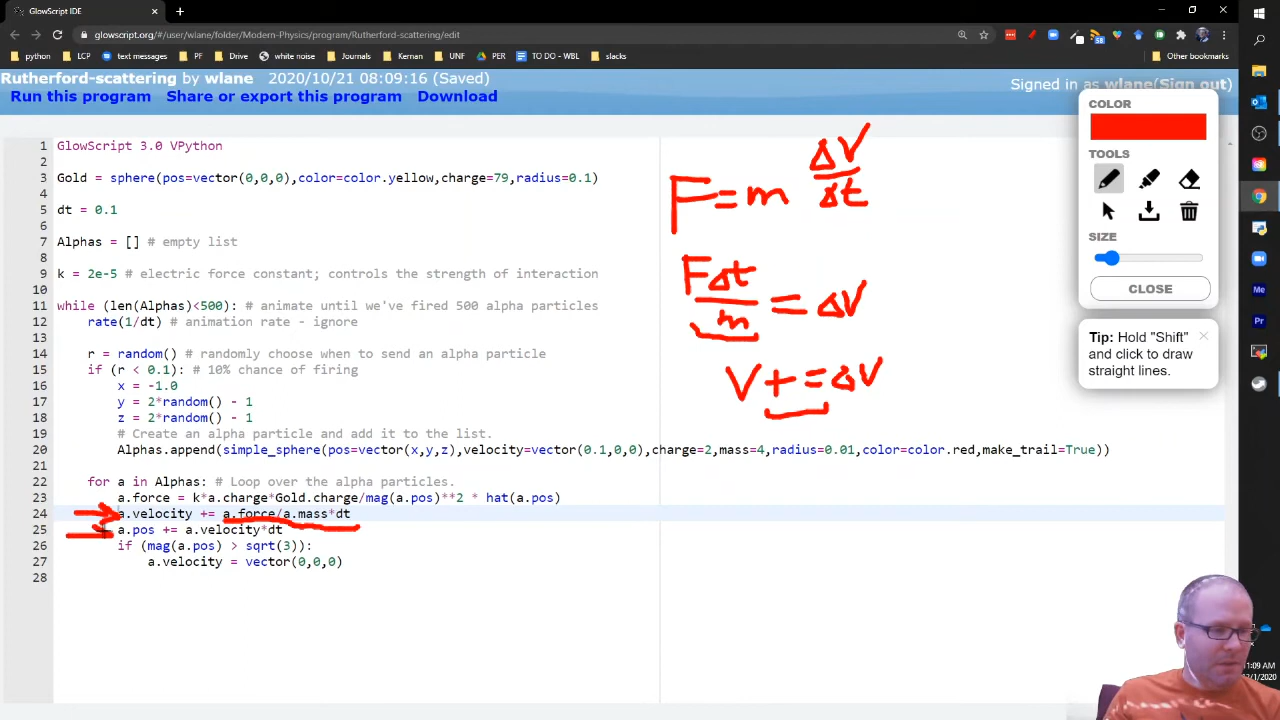 GlowScript IDE
glowscript.org/#/user/wlane/folder/Modern-Physics/program/Rutherford-scattering/edit
python LCP text messages PF Drive white noise Journals Kernan UNF PER TO DO - WLD slacks Other bookmarks
Rutherford-scattering by wlane 2020/10/21 08:09:16 (Saved)
Signed in as wlane(Sign out)
Run this program Share or export this program Download
1 GlowScript 3.0 VPython
2
3 Gold = sphere(pos=vector(0,0,0),color=color.yellow,charge=79,radius=0.1)
4
5 dt = 0.1
6
7 Alphas = [] # empty list
8
9 k = 2e-5 # electric force constant; controls the strength of interaction
10
11 while (len(Alphas)<500): # animate until we've fired 500 alpha particles
12 rate(1/dt) # animation rate - ignore
13
14 r = random() # randomly choose when to send an alpha particle
15 if (r < 0.1): # 10% chance of firing
16 x = -1.0
17 y = 2*random() - 1
18 z = 2*random() - 1
19 # Create an alpha particle and add it to the list.
20 Alphas.append(simple_sphere(pos=vector(x,y,z),velocity=vector(0.1,0,0),charge=2,mass=4,radius=0.01,color=color.red,make_trail=True))
21
22 for a in Alphas: # Loop over the alpha particles.
23 a.force = k*a.charge*Gold.charge/mag(a.pos)**2 * hat(a.pos)
24 a.velocity += a.force/a.mass*dt
25 a.pos += a.velocity*dt
26 if (mag(a.pos) > sqrt(3)):
27 a.velocity = vector(0,0,0)
28
F = m ΔV/Δt
FΔt/m = ΔV
V += ΔV
COLOR
TOOLS
SIZE
CLOSE
Tip: Hold "Shift"
and click to draw
straight lines.
58
Me
Pr